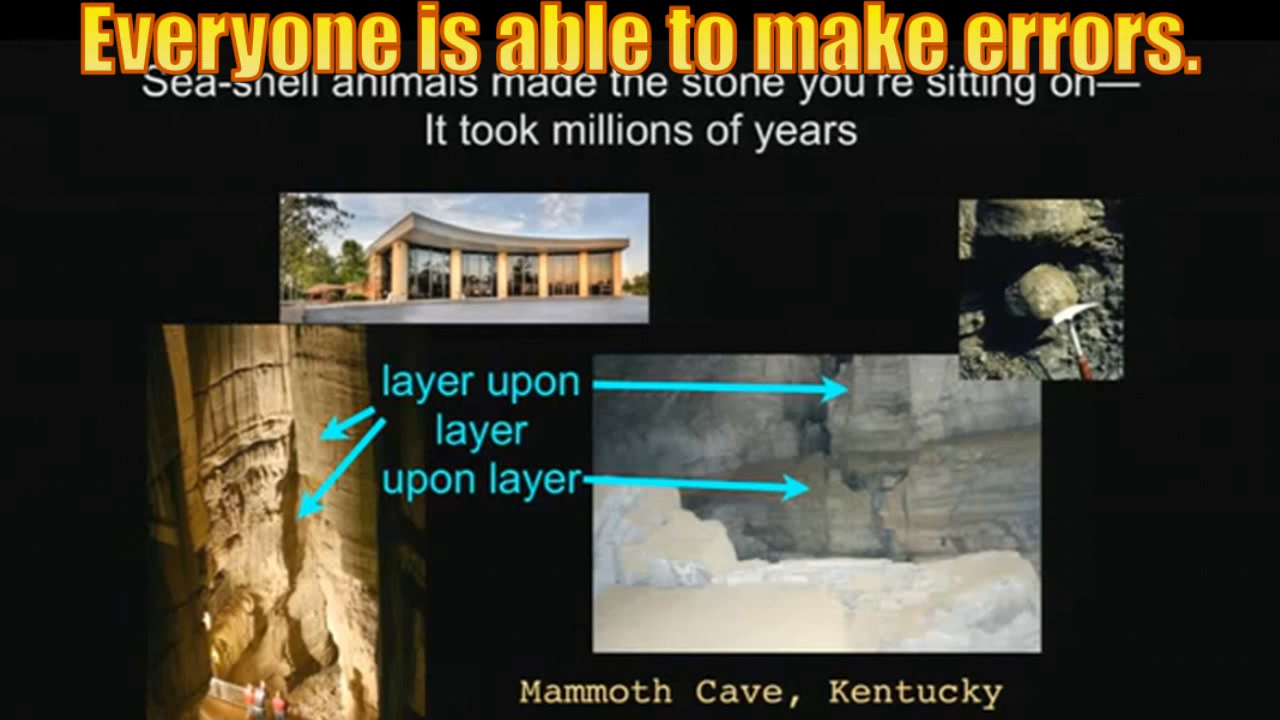 Everyone is able to make errors.
Sea-shell animals made the stone you're sitting on—
It took millions of years
layer upon
layer
upon layer
Mammoth Cave, Kentucky